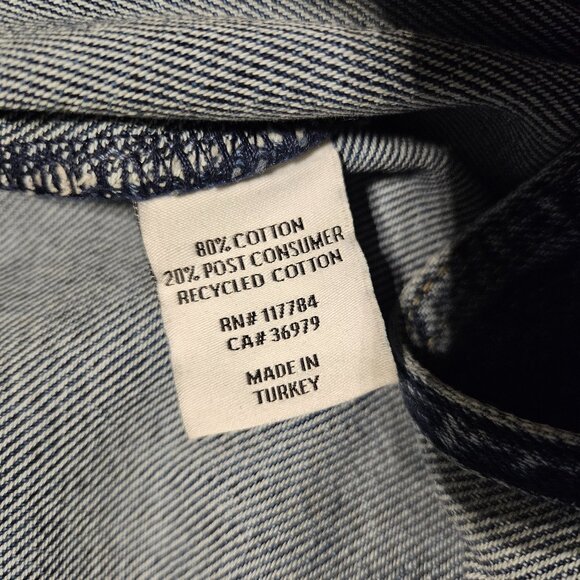 80% COTTON
20% POST CONSUMER
RECYCLED COTTON
RN# 117784
CA# 36979
MADE IN
TURKEY